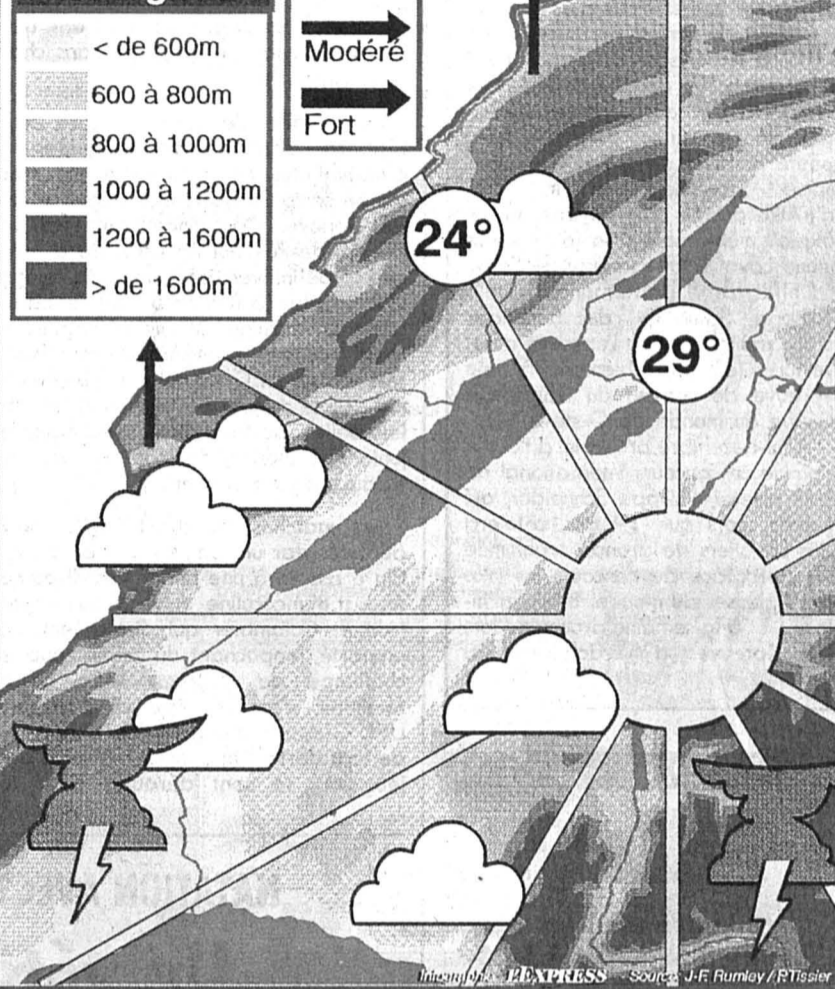 < de 600m
600 à 800m
800 à 1000m
1000 à 1200m
1200 à 1600m
> de 1600m
Modéré
Fort
24°
29°
Infographie L'EXPRESS Source: J-F. Rumley / P.Tissier